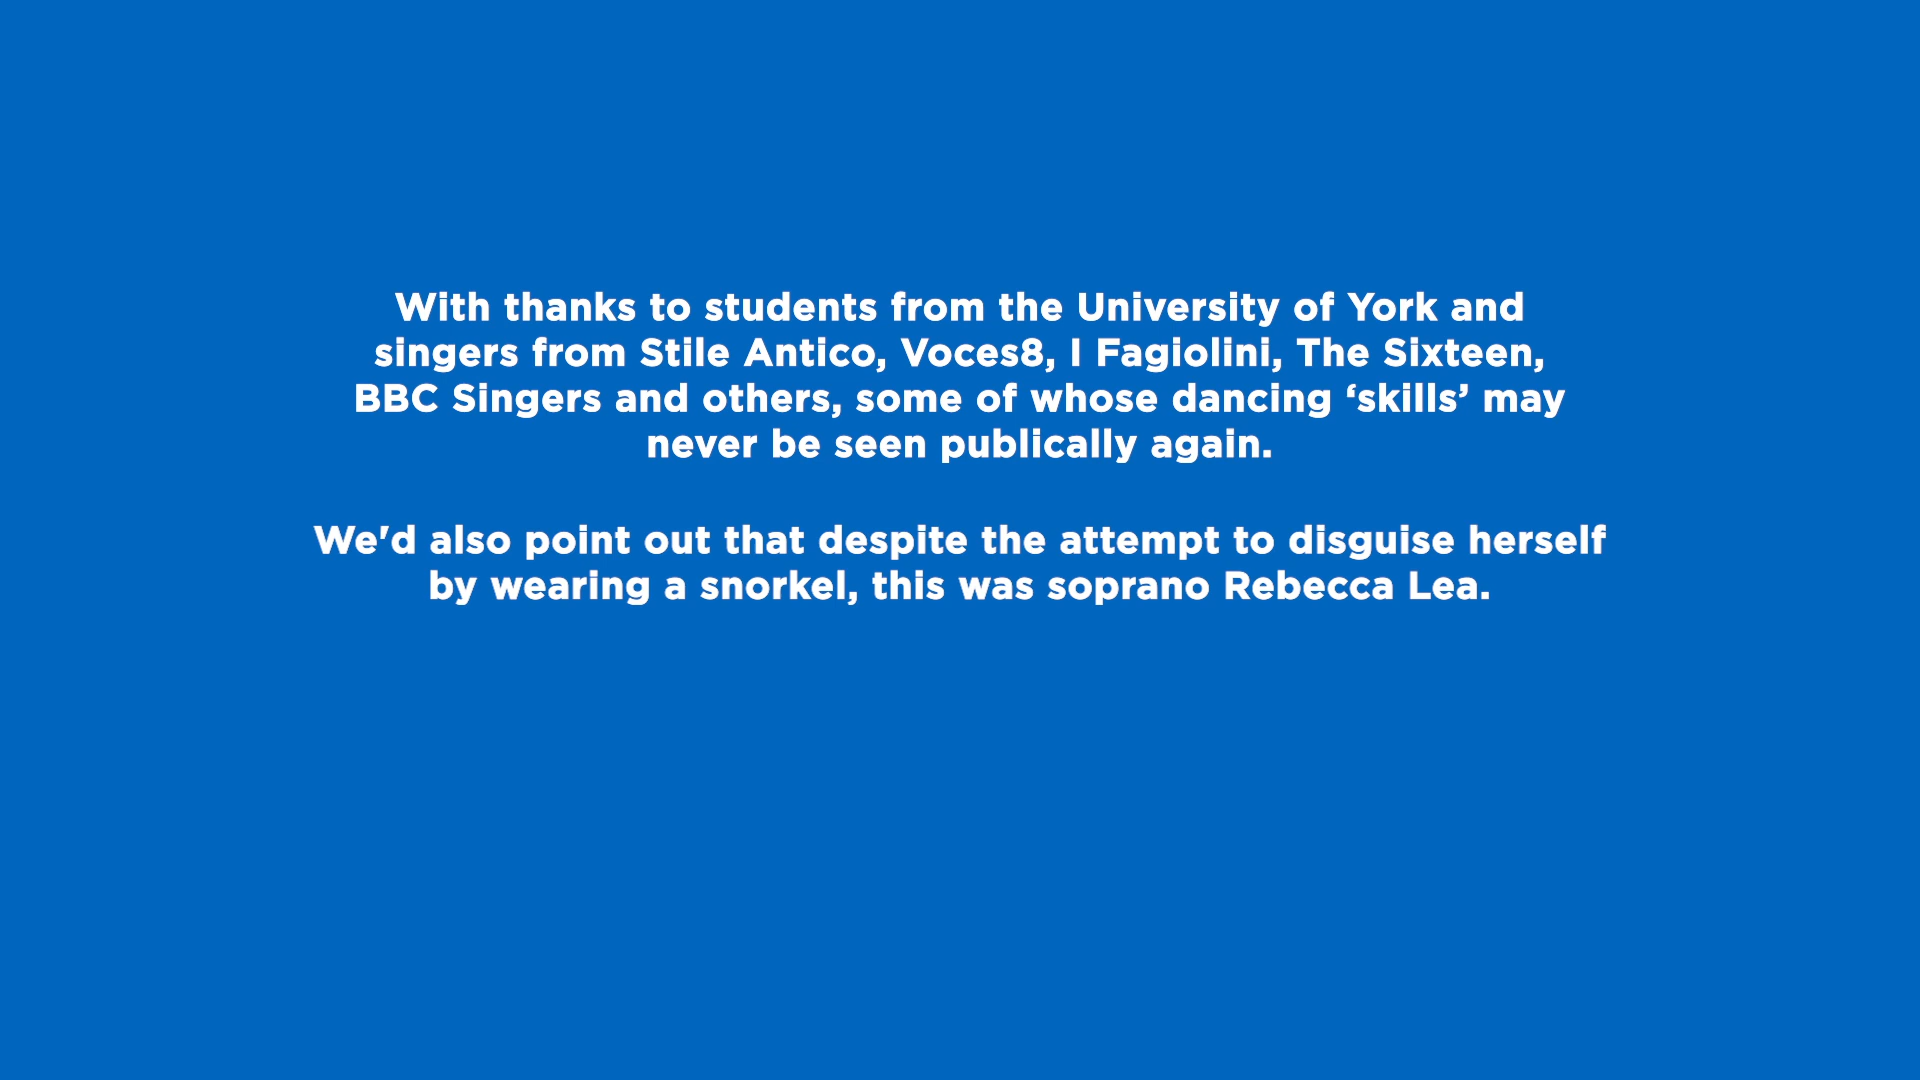 With thanks to students from the University of York and
singers from Stile Antico, Voces8, I Fagiolini, The Sixteen,
BBC Singers and others, some of whose dancing ‘skills’ may
never be seen publically again.
We'd also point out that despite the attempt to disguise herself
by wearing a snorkel, this was soprano Rebecca Lea.